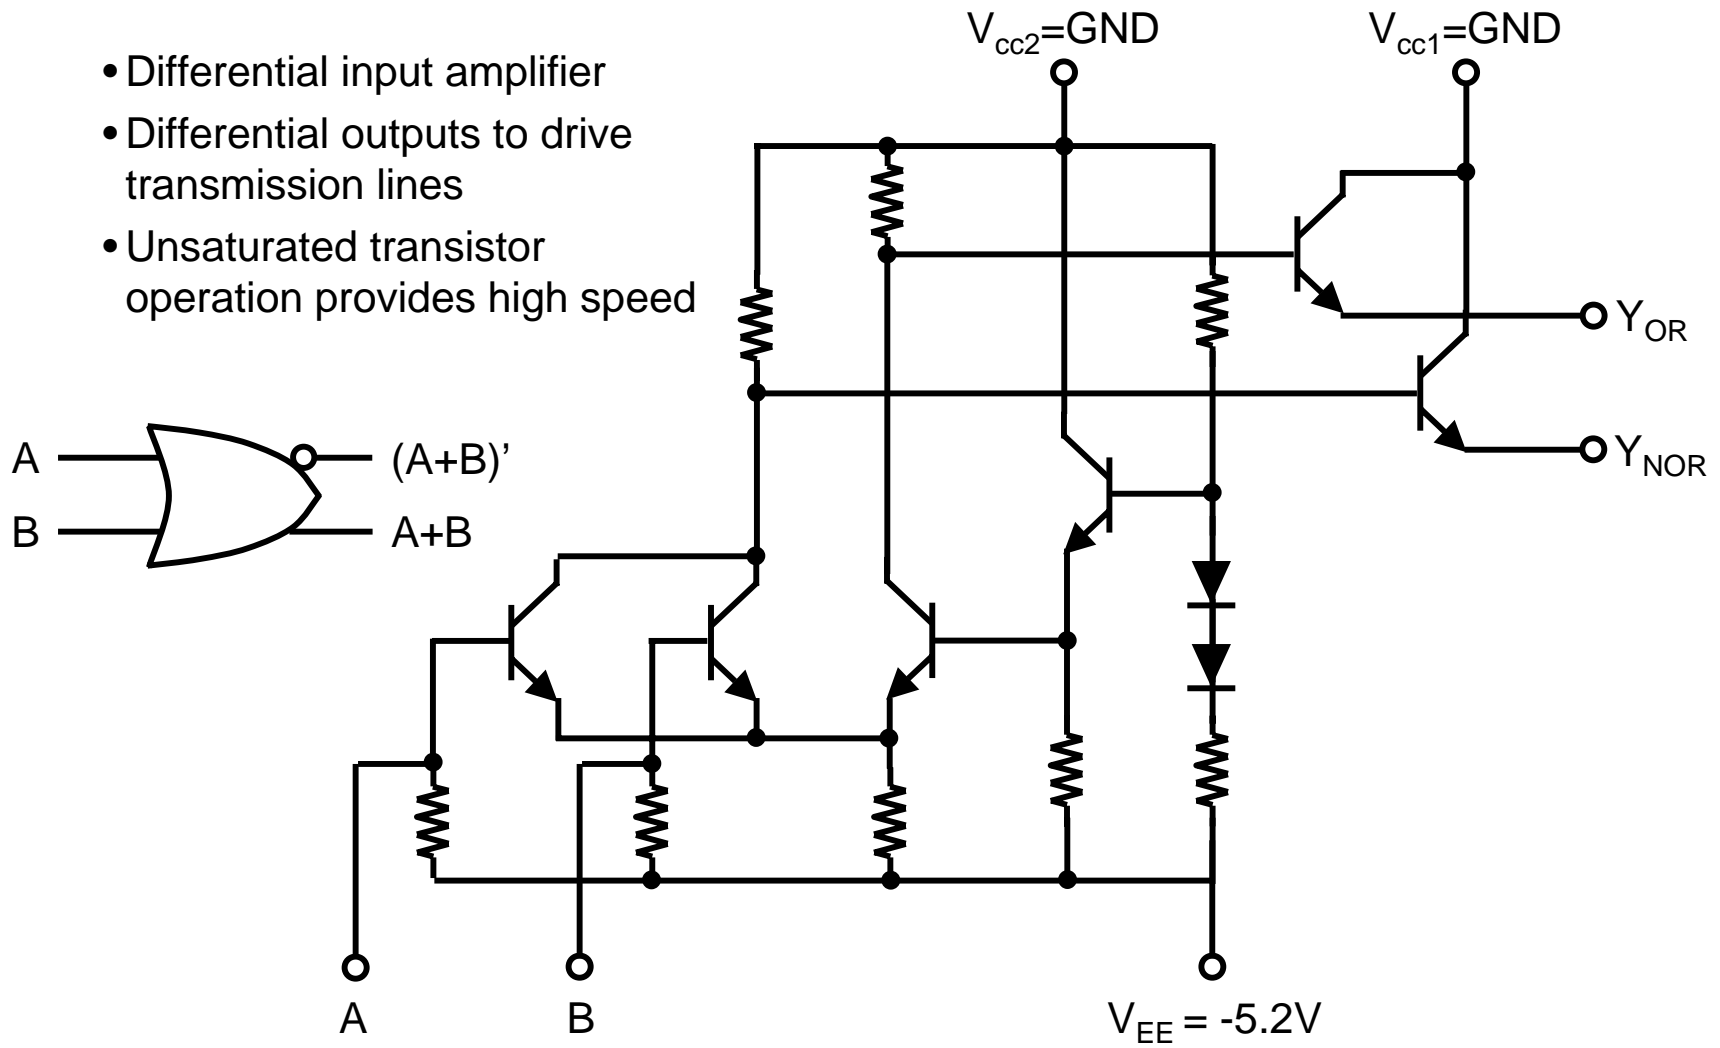 • Differential input amplifier
• Differential outputs to drive
transmission lines
• Unsaturated transistor
operation provides high speed
Vcc2=GND
Vcc1=GND
YOR
YNOR
A
(A+B)’
B
A+B
A
B
VEE = -5.2V